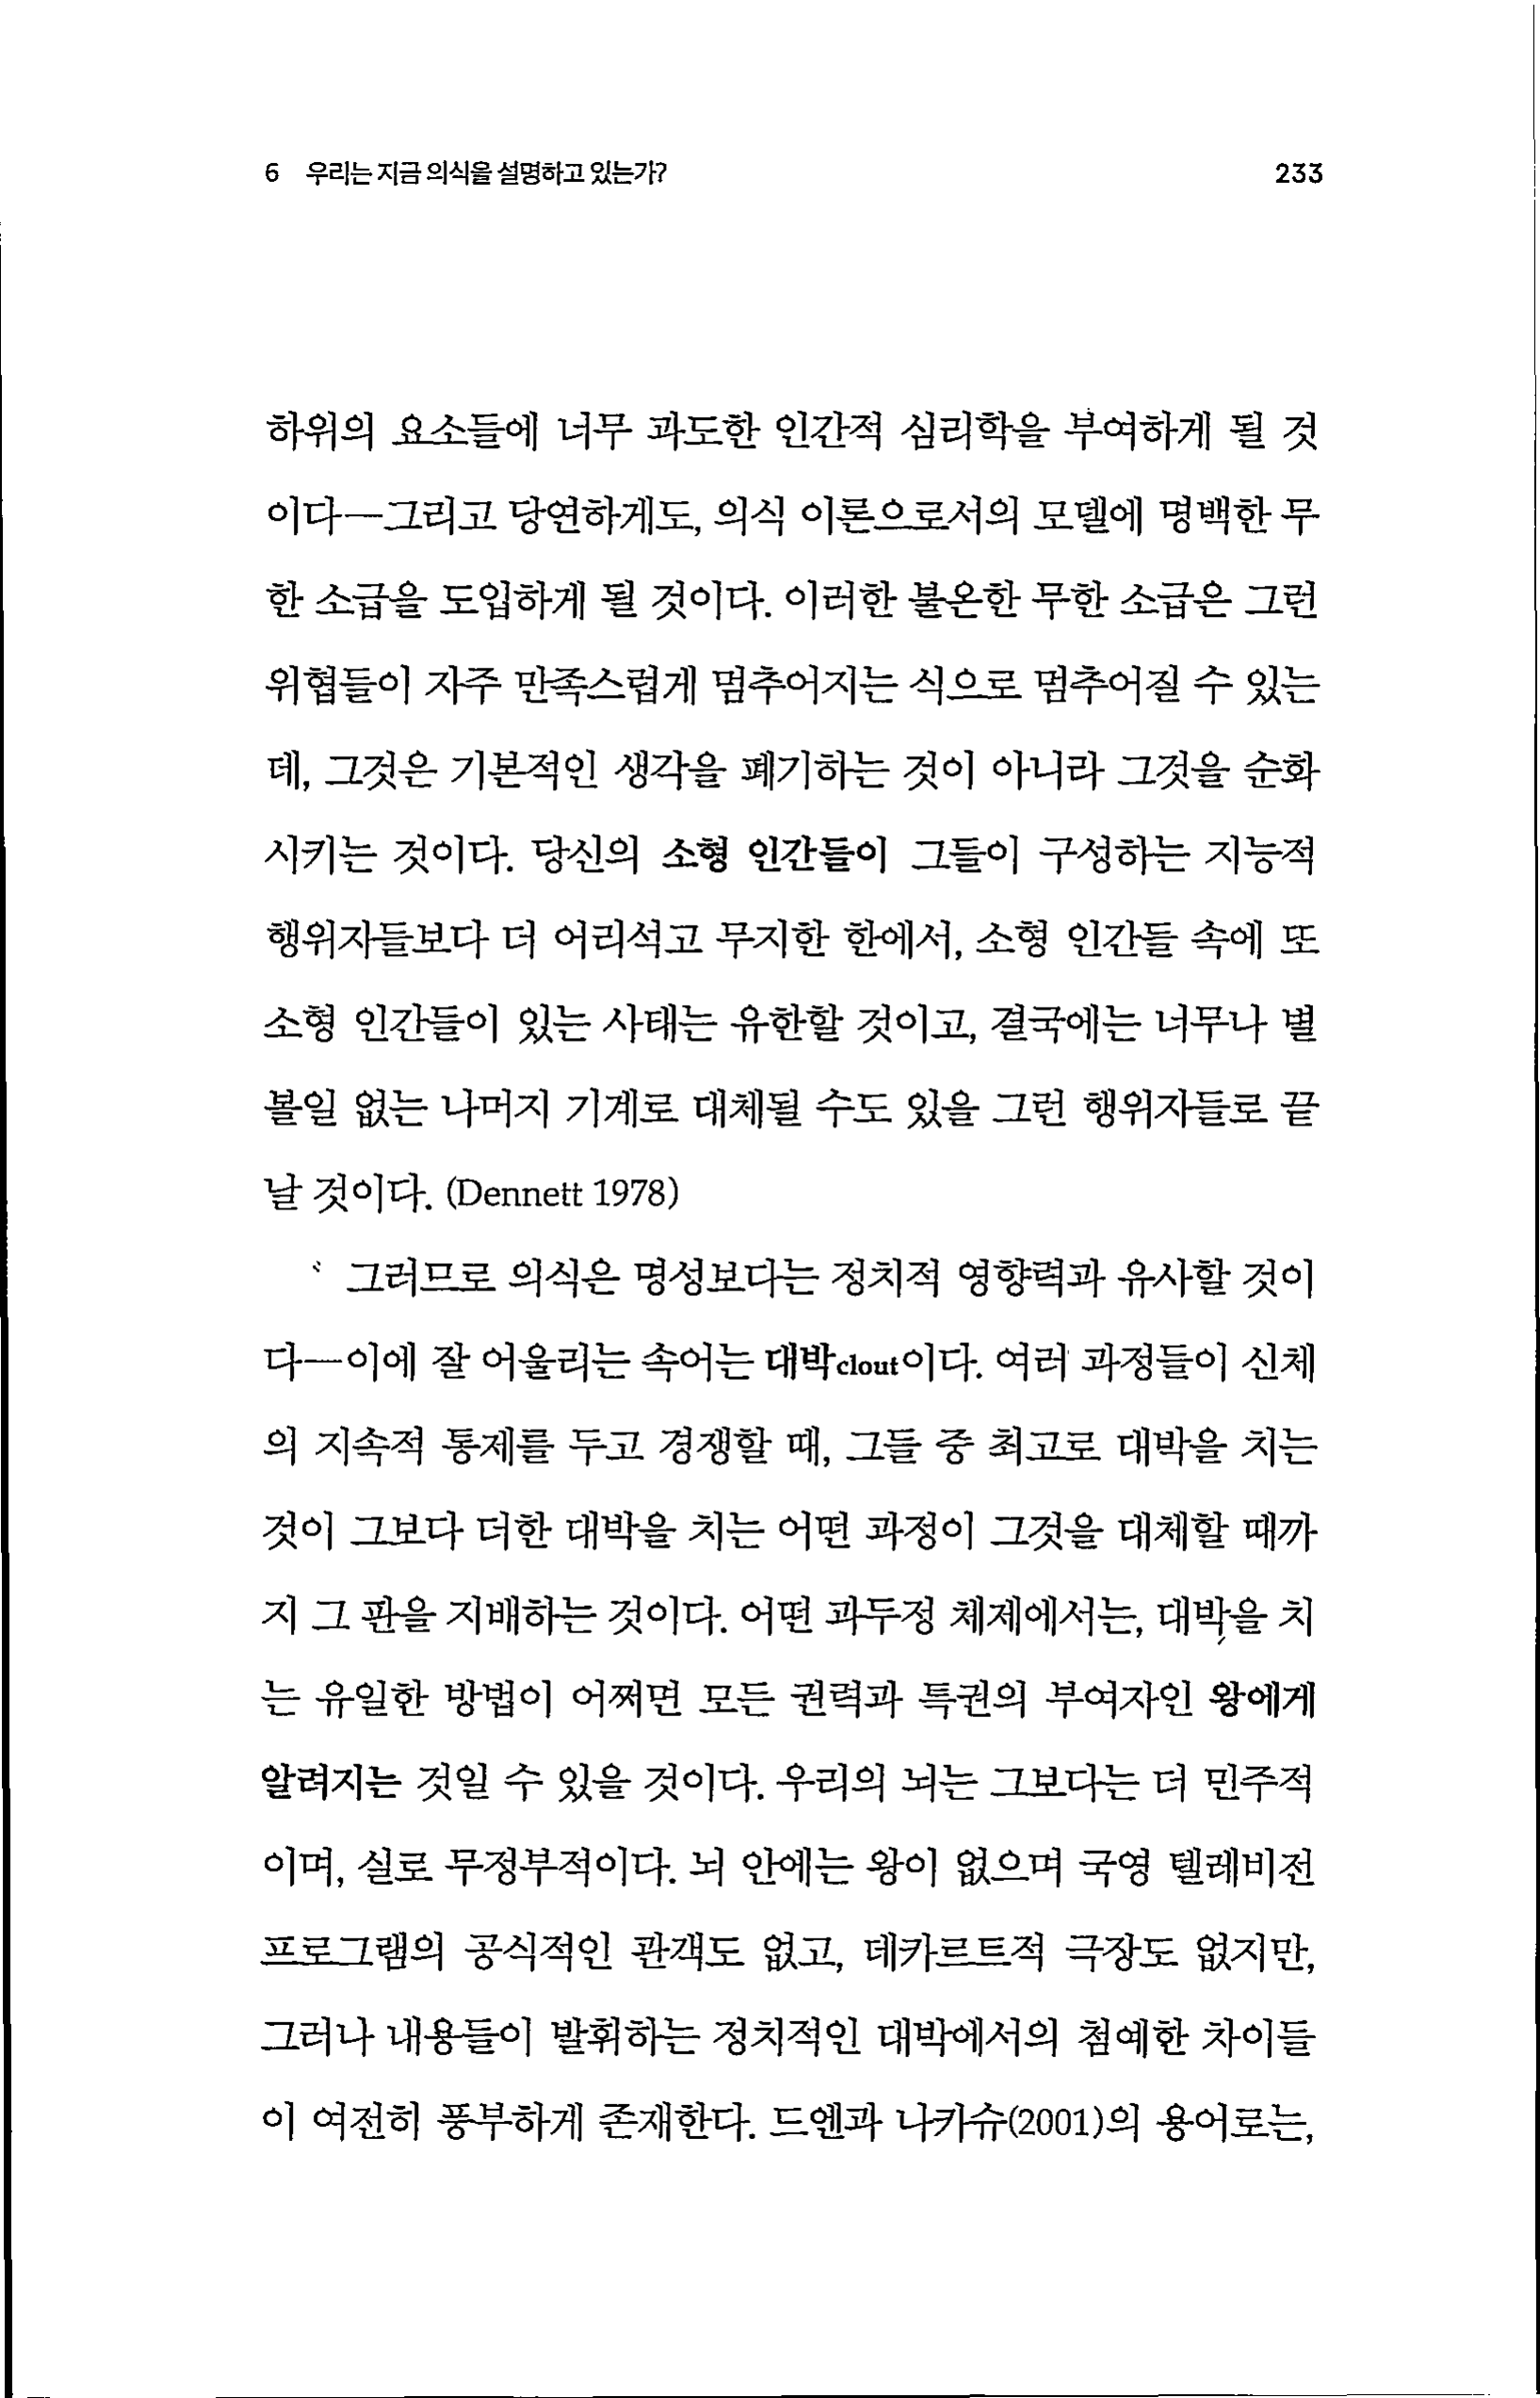 6 우리는 지금 의식을 설명하고 있는가? 233
하위의 요소들에 너무 과도한 인간적 심리학을 부여하게 될 것
이다―그리고 당연하게도, 의식 이론으로서의 모델에 명백한 무
한 소급을 도입하게 될 것이다. 이러한 불온한 무한 소급은 그런
위협들이 자주 만족스럽게 멈추어지는 식으로 멈추어질 수 있는
데, 그것은 기본적인 생각을 폐기하는 것이 아니라 그것을 순화
시키는 것이다. 당신의 소형 인간들이 그들이 구성하는 지능적
행위자들보다 더 어리석고 무지한 한에서, 소형 인간들 속에 또
소형 인간들이 있는 사태는 유한할 것이고, 결국에는 너무나 별
볼일 없는 나머지 기계로 대체될 수도 있을 그런 행위자들로 끝
날 것이다. (Dennett 1978)
그러므로 의식은 명성보다는 정치적 영향력과 유사할 것이
다―이에 잘 어울리는 속어는 대박clout이다. 여러 과정들이 신체
의 지속적 통제를 두고 경쟁할 때, 그들 중 최고로 대박을 치는
것이 그보다 더한 대박을 치는 어떤 과정이 그것을 대체할 때까
지 그 판을 지배하는 것이다. 어떤 과두정 체제에서는, 대박을 치
는 유일한 방법이 어쩌면 모든 권력과 특권의 부여자인 왕에게
알려지는 것일 수 있을 것이다. 우리의 뇌는 그보다는 더 민주적
이며, 실로 무정부적이다. 뇌 안에는 왕이 없으며 국영 텔레비전
프로그램의 공식적인 관객도 없고, 데카르트적 극장도 없지만,
그러나 내용들이 발휘하는 정치적인 대박에서의 첨예한 차이들
이 여전히 풍부하게 존재한다. 드엔과 나카슈(2001)의 용어로는,